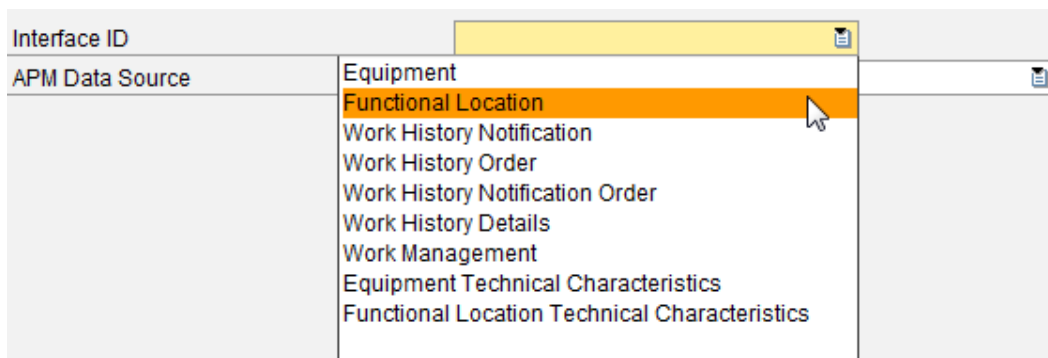 Interface ID
APM Data Source
Equipment
Functional Location
Work History Notification
Work History Order
Work History Notification Order
Work History Details
Work Management
Equipment Technical Characteristics
Functional Location Technical Characteristics